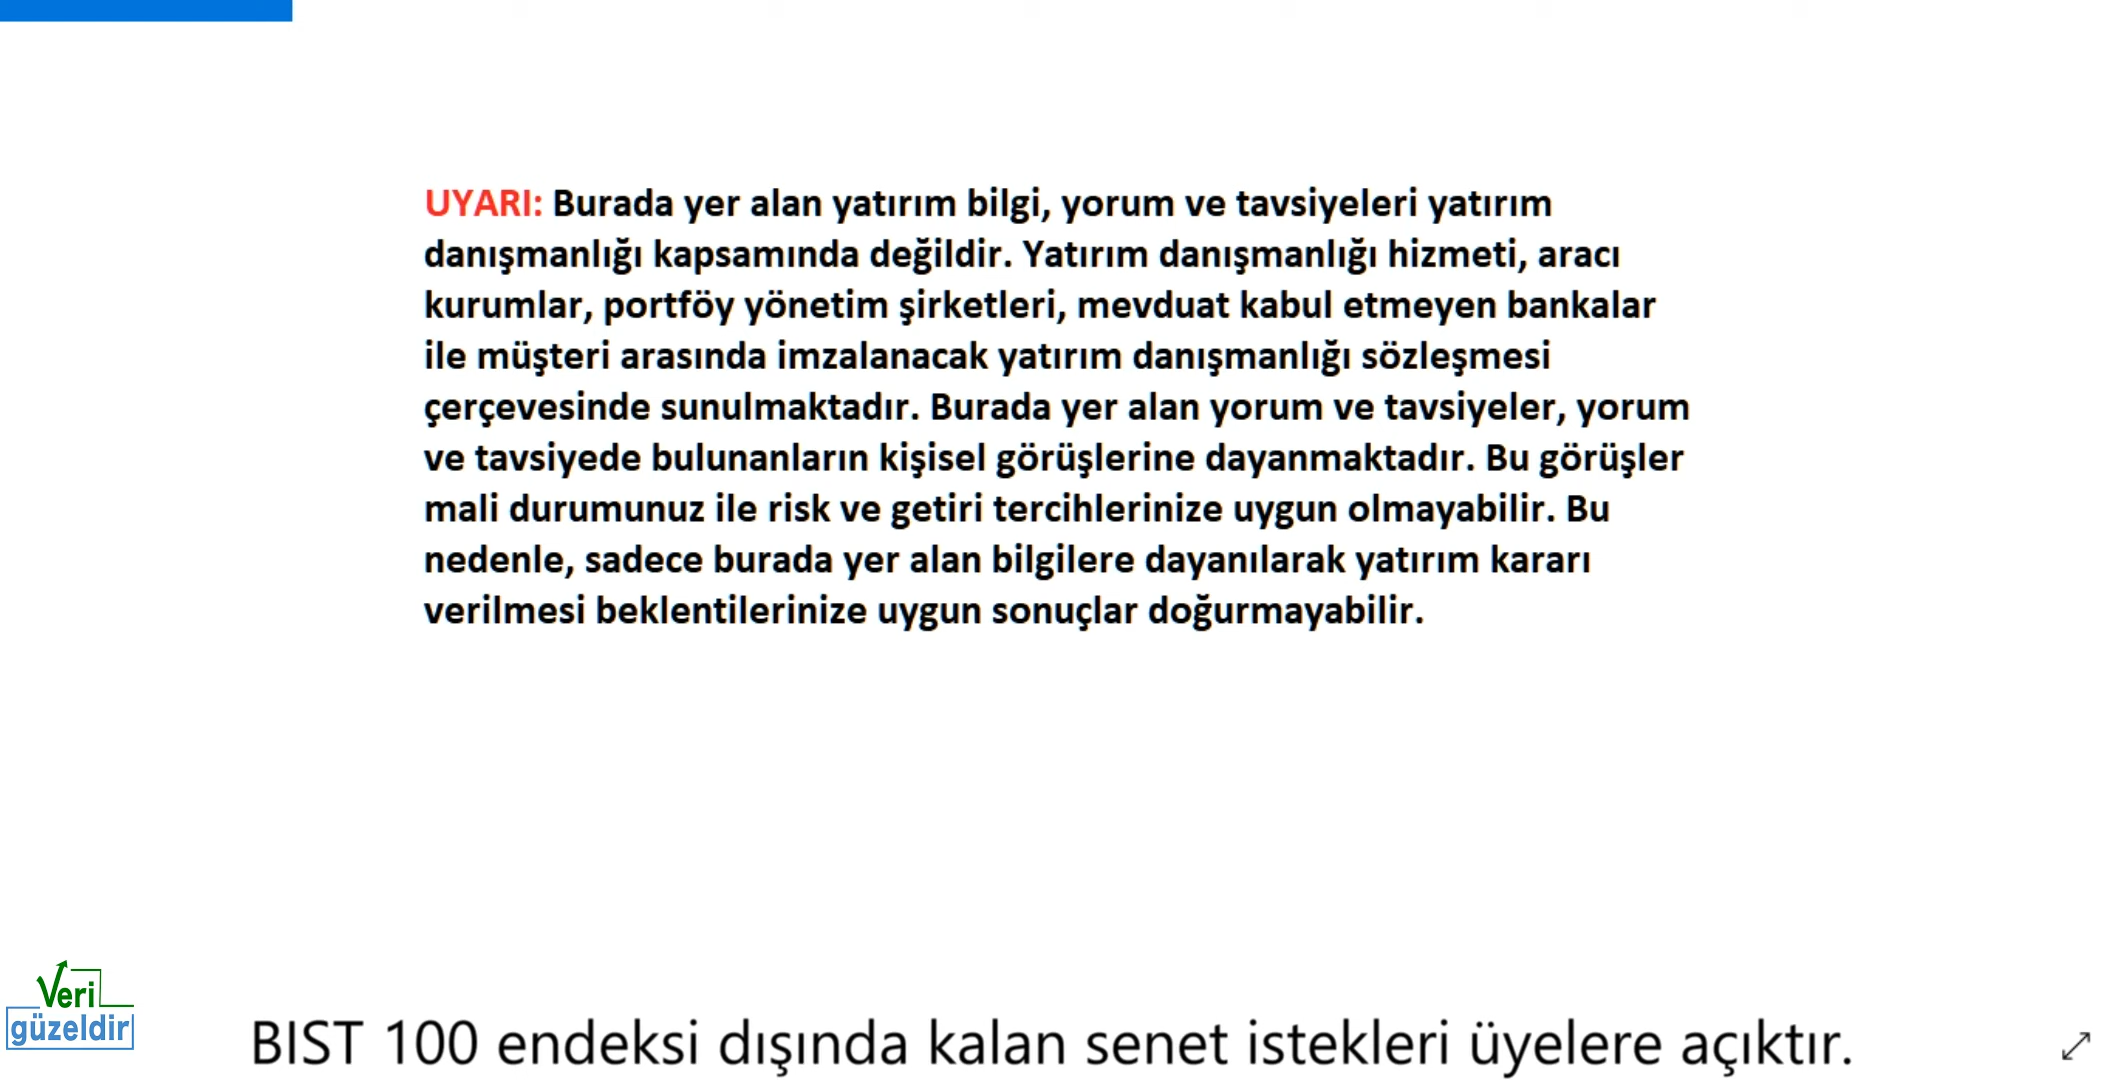 UYARI: Burada yer alan yatırım bilgi, yorum ve tavsiyeleri yatırım
danışmanlığı kapsamında değildir. Yatırım danışmanlığı hizmeti, aracı
kurumlar, portföy yönetim şirketleri, mevduat kabul etmeyen bankalar
ile müşteri arasında imzalanacak yatırım danışmanlığı sözleşmesi
çerçevesinde sunulmaktadır. Burada yer alan yorum ve tavsiyeler, yorum
ve tavsiyede bulunanların kişisel görüşlerine dayanmaktadır. Bu görüşler
mali durumunuz ile risk ve getiri tercihlerinize uygun olmayabilir. Bu
nedenle, sadece burada yer alan bilgilere dayanılarak yatırım kararı
verilmesi beklentilerinize uygun sonuçlar doğurmayabilir.
Veri
güzeldir
BIST 100 endeksi dışında kalan senet istekleri üyelere açıktır.